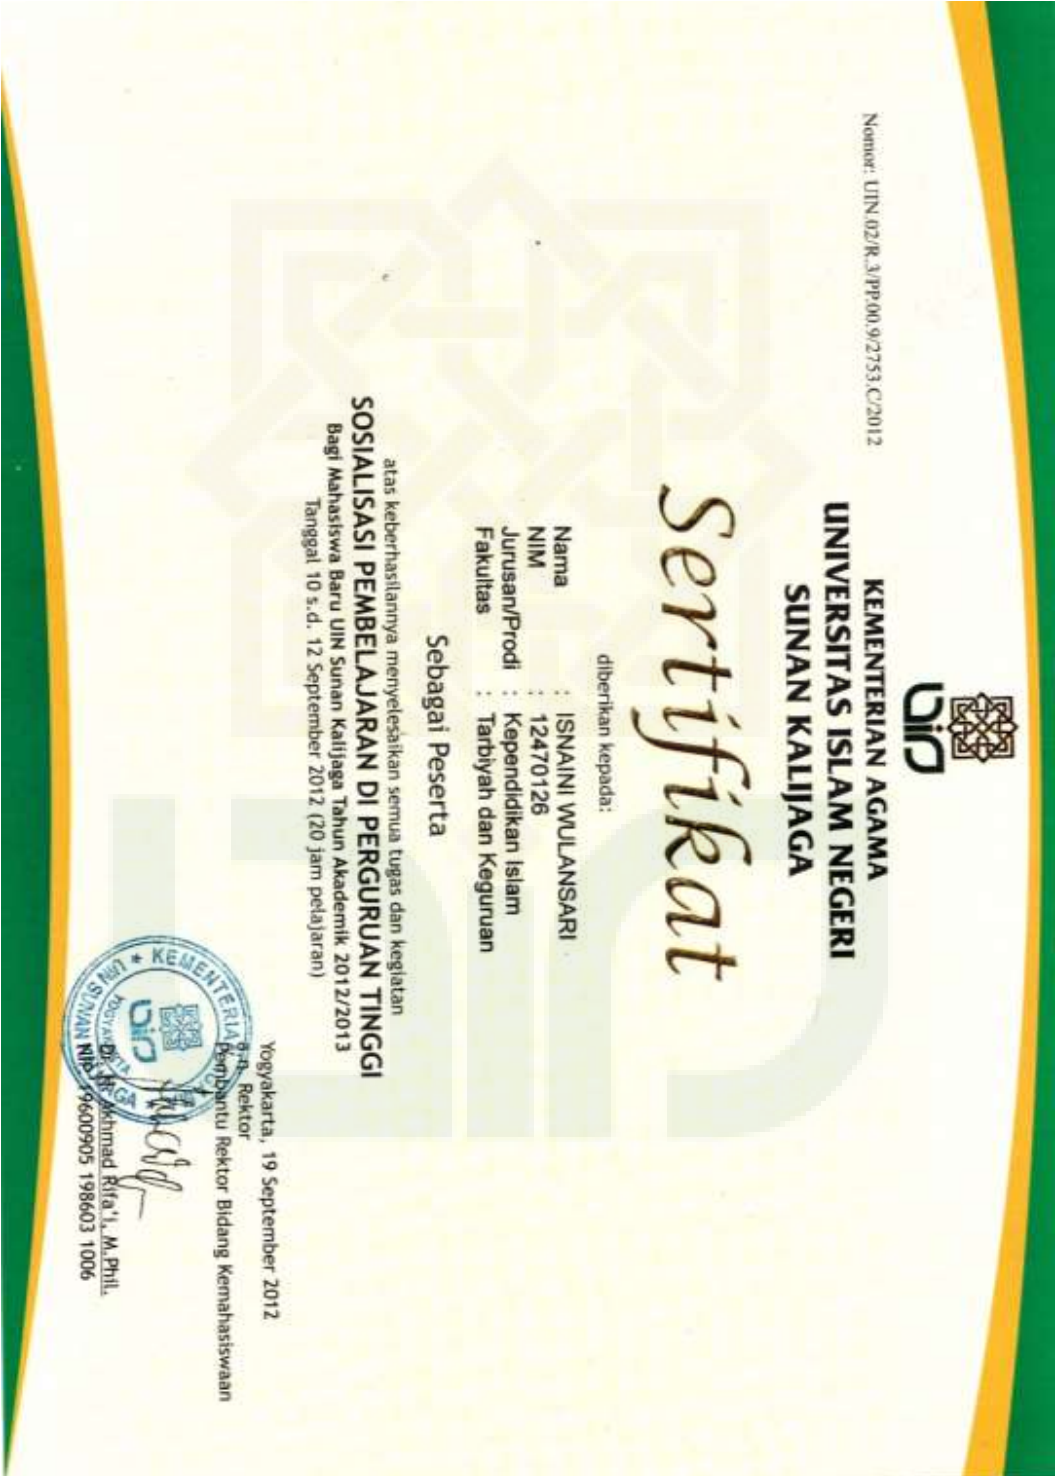 Nomor: UIN.02/R.3/PP.00.9/2753.C/2012
UIN
KEMENTERIAN AGAMA
UNIVERSITAS ISLAM NEGERI
SUNAN KALIJAGA
Sertifikat
diberikan kepada:
Nama : ISNAINI WULANSARI
NIM : 12470126
Jurusan/Prodi : Kependidikan Islam
Fakultas : Tarbiyah dan Keguruan
Sebagai Peserta
atas keberhasilannya menyelesaikan semua tugas dan kegiatan
SOSIALISASI PEMBELAJARAN DI PERGURUAN TINGGI
Bagi Mahasiswa Baru UIN Sunan Kalijaga Tahun Akademik 2012/2013
Tanggal 10 s.d. 12 September 2012 (20 jam pelajaran)
Yogyakarta, 19 September 2012
a.n. Rektor
Pembantu Rektor Bidang Kemahasiswaan
Dr. H. Akhmad Rifa'i, M.Phil.
NIP. 19600905 198603 1006